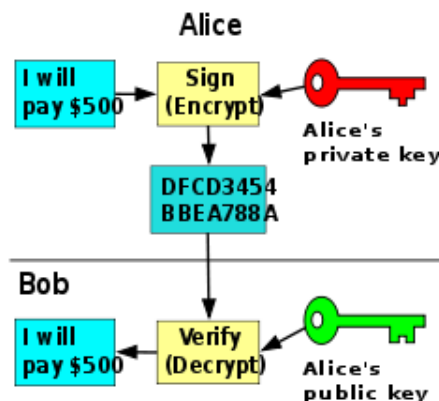 Alice
I will
pay $500
Sign
(Encrypt)
Alice's
private key
DFCD3454
BBEA788A
Bob
I will
pay $500
Verify
(Decrypt)
Alice's
public key